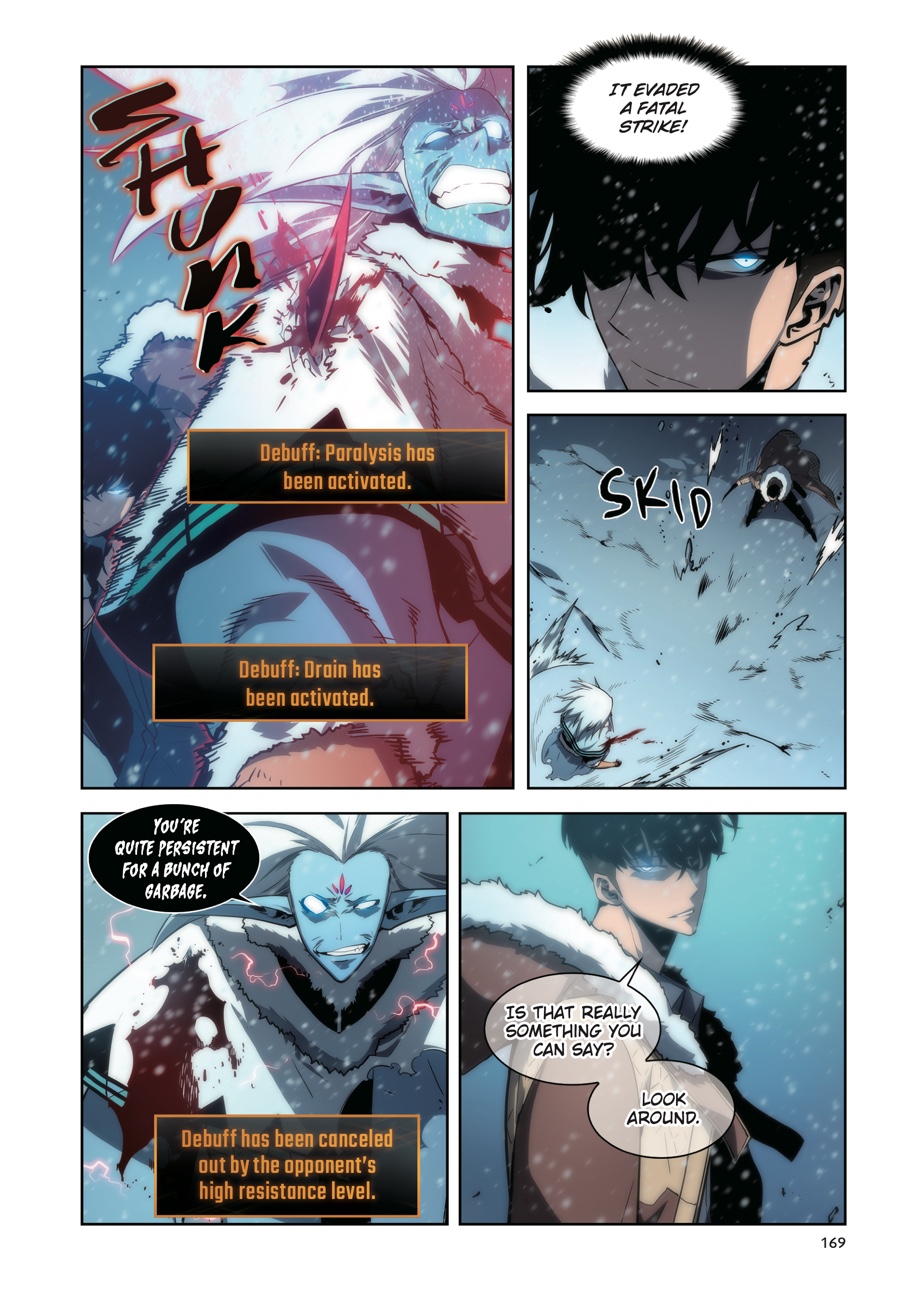 SHUNK
Debuff: Paralysis has
been activated.
Debuff: Drain has
been activated.
IT EVADED
A FATAL
STRIKE!
SKID
YOU'RE
QUITE PERSISTENT
FOR A BUNCH OF
GARBAGE.
Debuff has been canceled
out by the opponent's
high resistance level.
IS THAT REALLY
SOMETHING YOU
CAN SAY?
LOOK
AROUND.
169